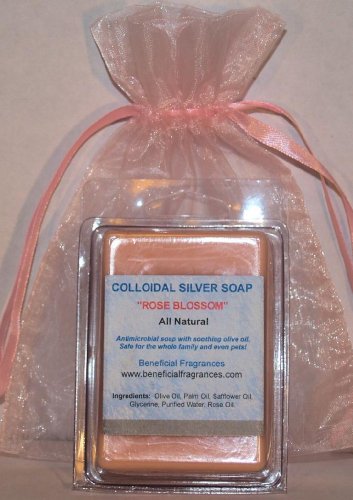 COLLOIDAL SILVER SOAP
"ROSE BLOSSOM"
All Natural
Antimicrobial soap with soothing olive oil.
Safe for the whole family and even pets!
Beneficial Fragrances
www.beneficialfragrances.com
Ingredients: Olive Oil, Palm Oil, Safflower Oil,
Glycerine, Purified Water, Rose Oil.